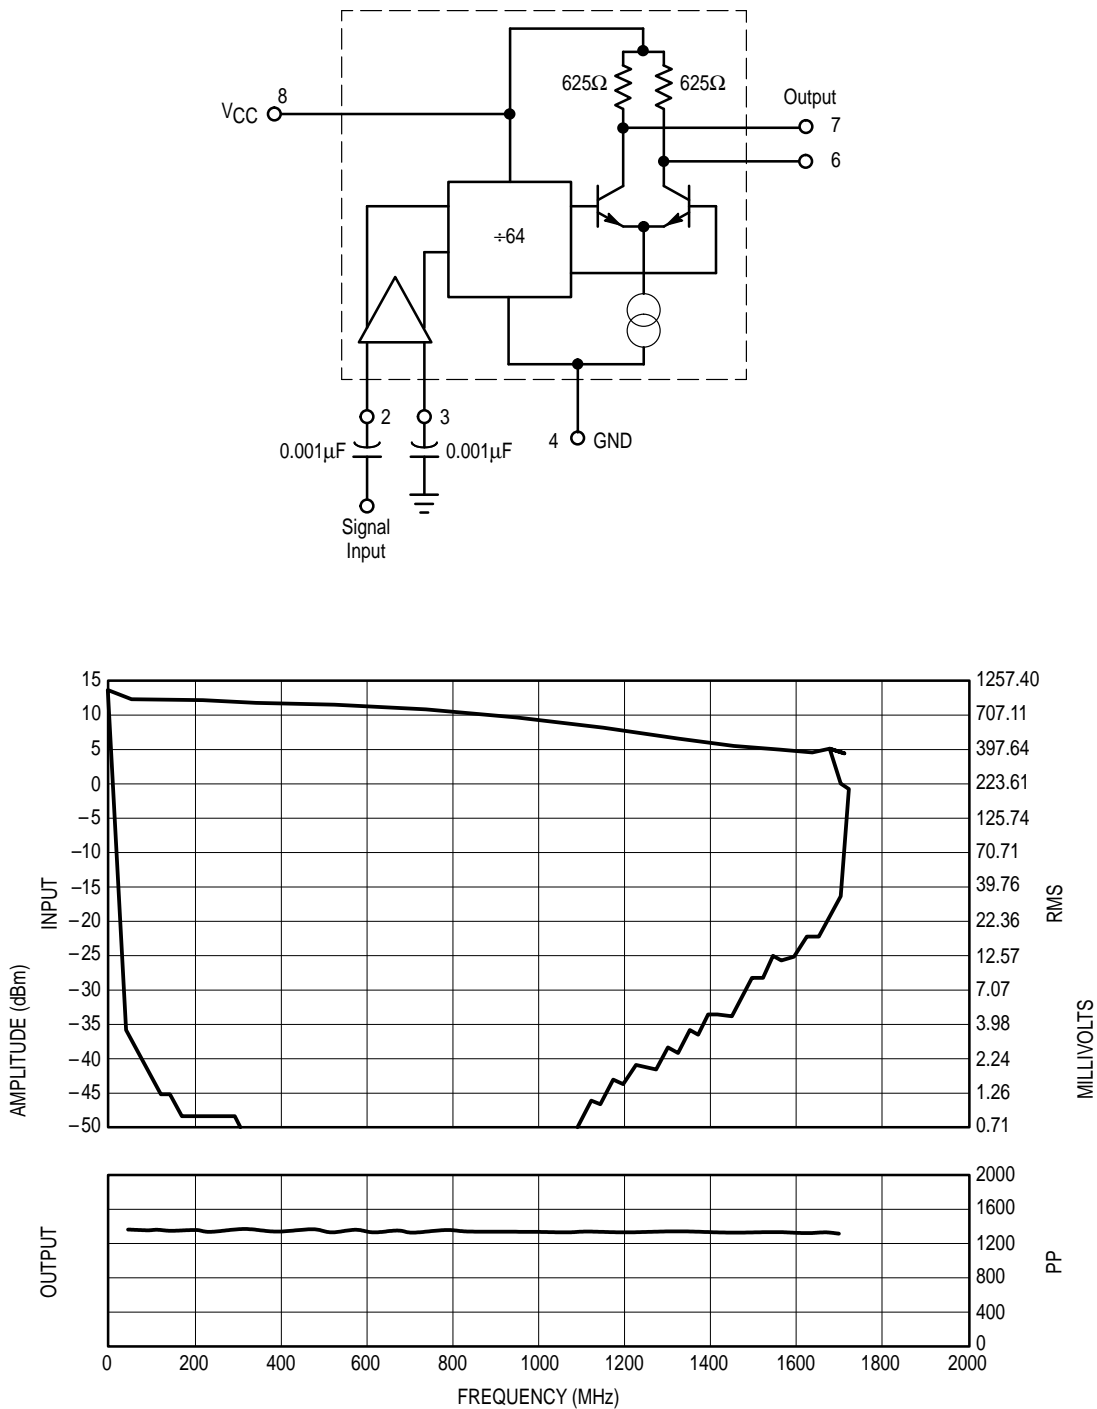 8
VCC
625Ω 625Ω
Output
7
6
÷64
2 3
0.001µF 0.001µF
4 GND
Signal
Input
15 1257.40
10 707.11
5 397.64
0 223.61
–5 125.74
–10 70.71
–15 39.76
–20 22.36
–25 12.57
–30 7.07
–35 3.98
–40 2.24
–45 1.26
–50 0.71
INPUT
AMPLITUDE (dBm)
RMS
MILLIVOLTS
2000
1600
1200
800
400
0
OUTPUT
PP
0 200 400 600 800 1000 1200 1400 1600 1800 2000
FREQUENCY (MHz)